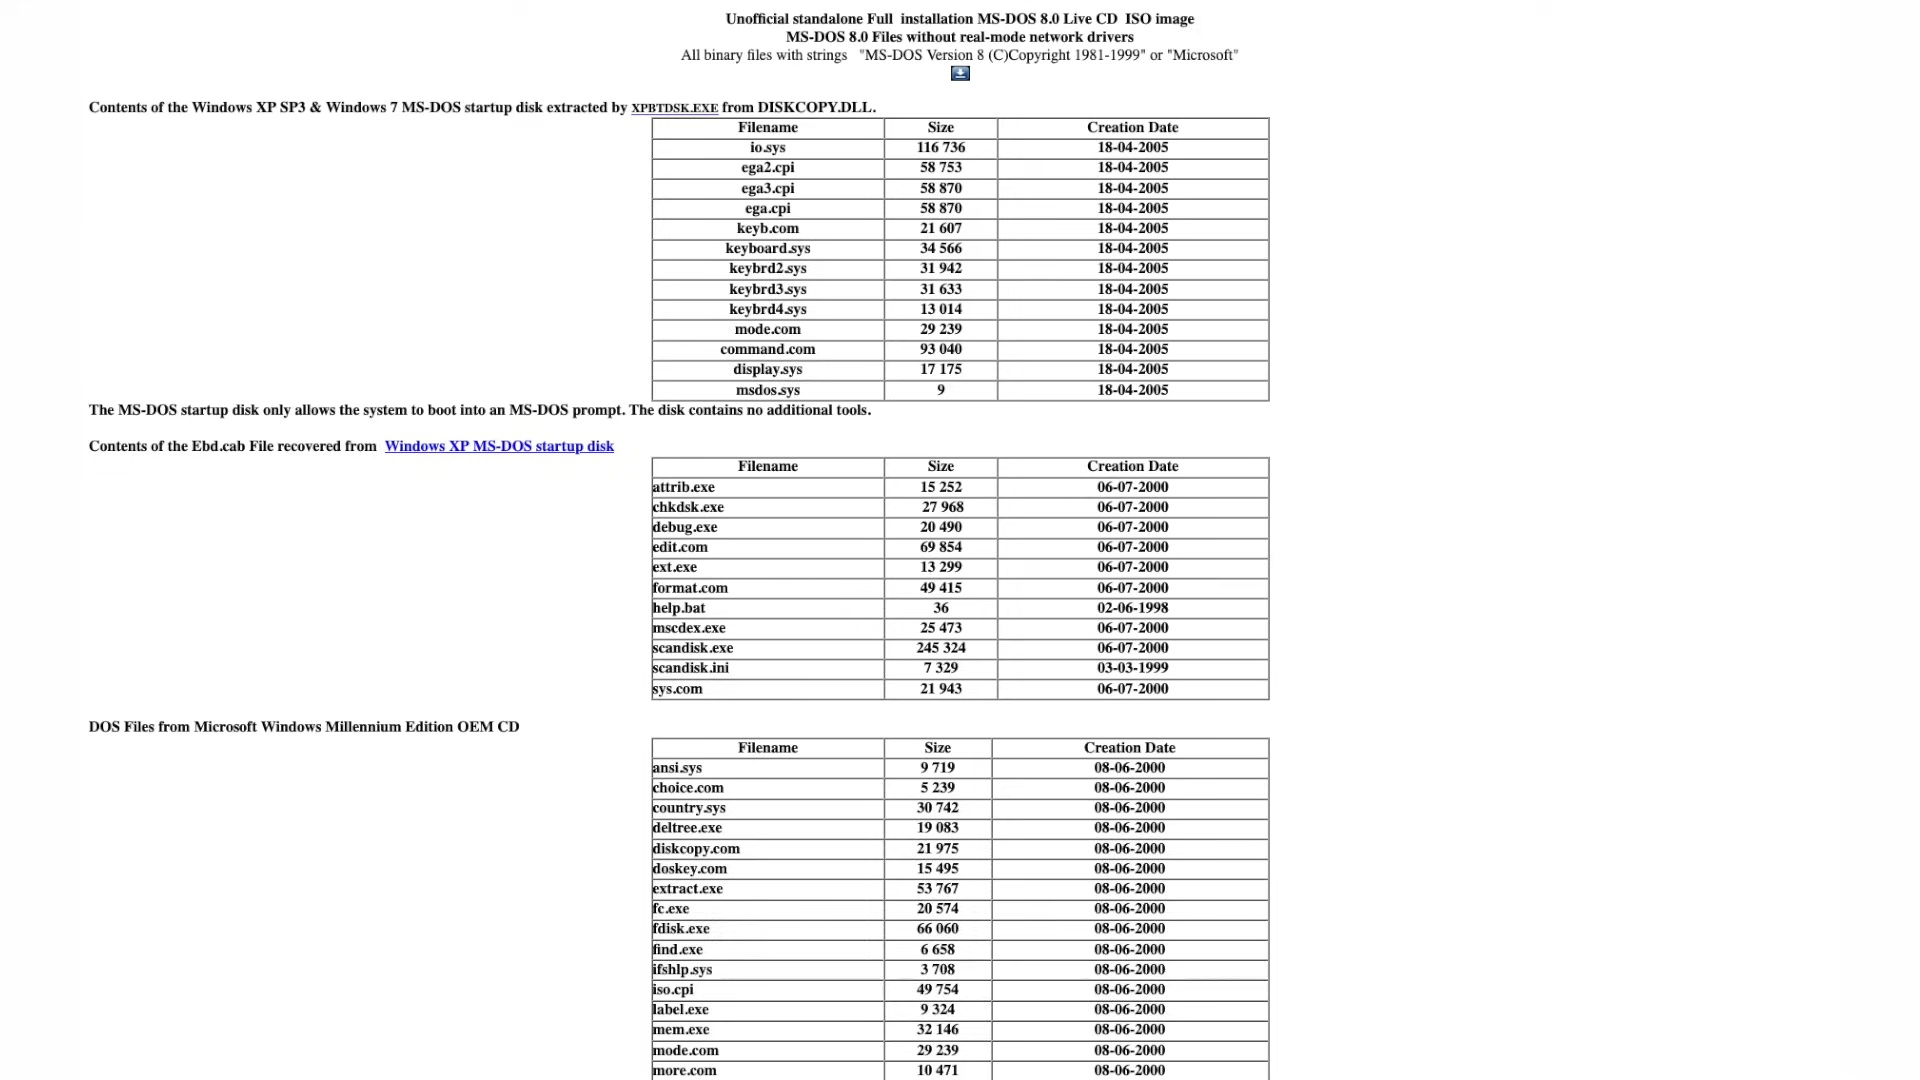 Unofficial standalone Full installation MS-DOS 8.0 Live CD ISO image
MS-DOS 8.0 Files without real-mode network drivers
All binary files with strings "MS-DOS Version 8 (C)Copyright 1981-1999" or "Microsoft"
Contents of the Windows XP SP3 & Windows 7 MS-DOS startup disk extracted by XPBTDSK.EXE from DISKCOPY.DLL.
Filename Size Creation Date
io.sys 116 736 18-04-2005
ega2.cpi 58 753 18-04-2005
ega3.cpi 58 870 18-04-2005
ega.cpi 58 870 18-04-2005
keyb.com 21 607 18-04-2005
keyboard.sys 34 566 18-04-2005
keybrd2.sys 31 942 18-04-2005
keybrd3.sys 31 633 18-04-2005
keybrd4.sys 13 014 18-04-2005
mode.com 29 239 18-04-2005
command.com 93 040 18-04-2005
display.sys 17 175 18-04-2005
msdos.sys 9 18-04-2005
The MS-DOS startup disk only allows the system to boot into an MS-DOS prompt. The disk contains no additional tools.
Contents of the Ebd.cab File recovered from Windows XP MS-DOS startup disk
Filename Size Creation Date
attrib.exe 15 252 06-07-2000
chkdsk.exe 27 968 06-07-2000
debug.exe 20 490 06-07-2000
edit.com 69 854 06-07-2000
ext.exe 13 299 06-07-2000
format.com 49 415 06-07-2000
help.bat 36 02-06-1998
mscdex.exe 25 473 06-07-2000
scandisk.exe 245 324 06-07-2000
scandisk.ini 7 329 03-03-1999
sys.com 21 943 06-07-2000
DOS Files from Microsoft Windows Millennium Edition OEM CD
Filename Size Creation Date
ansi.sys 9 719 08-06-2000
choice.com 5 239 08-06-2000
country.sys 30 742 08-06-2000
deltree.exe 19 083 08-06-2000
diskcopy.com 21 975 08-06-2000
doskey.com 15 495 08-06-2000
extract.exe 53 767 08-06-2000
fc.exe 20 574 08-06-2000
fdisk.exe 66 060 08-06-2000
find.exe 6 658 08-06-2000
ifshlp.sys 3 708 08-06-2000
iso.cpi 49 754 08-06-2000
label.exe 9 324 08-06-2000
mem.exe 32 146 08-06-2000
mode.com 29 239 08-06-2000
more.com 10 471 08-06-2000